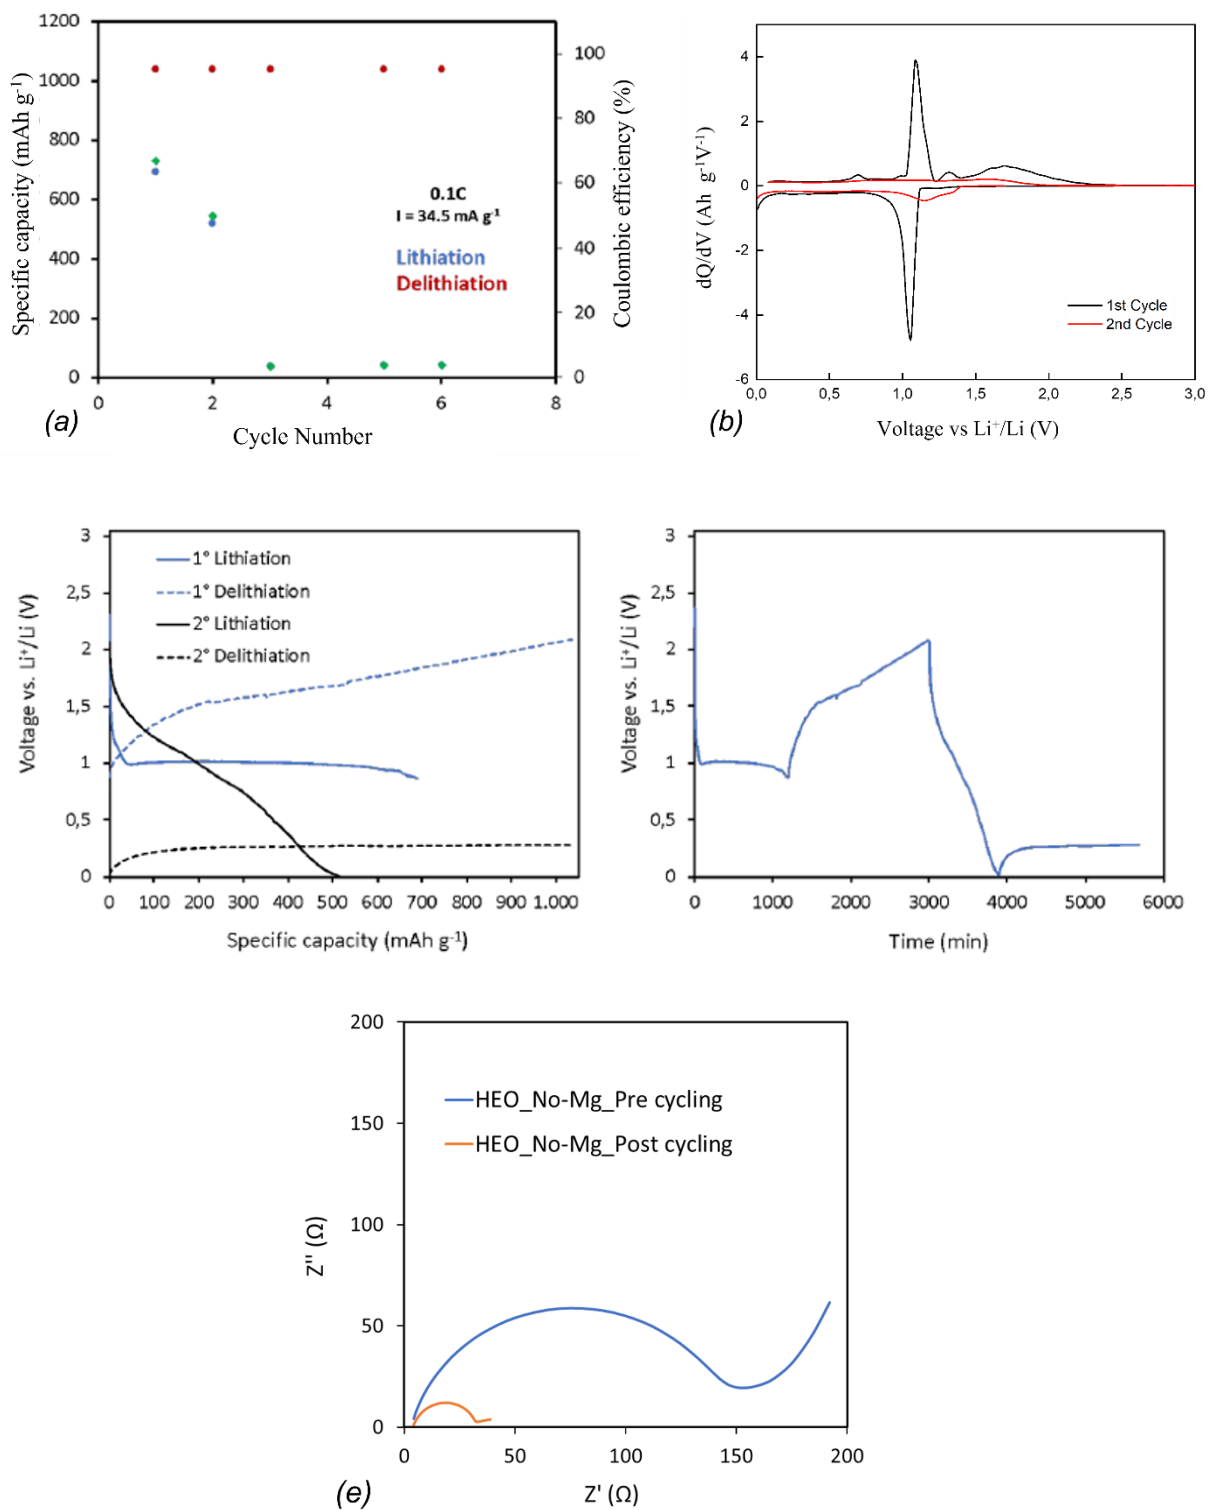 1200
1000
800
600
400
200
0
Specific capacity (mAh g⁻¹)
100
80
60
40
20
0
Coulombic efficiency (%)
0.1C
I = 34.5 mA g⁻¹
Lithiation
Delithiation
0 2 4 6 8
Cycle Number
(a)
4
2
0
-2
-4
-6
dQ/dV (Ah g⁻¹V⁻¹)
1st Cycle
2nd Cycle
0,0 0,5 1,0 1,5 2,0 2,5 3,0
Voltage vs Li⁺/Li (V)
(b)
3
2,5
2
1,5
1
0,5
0
Voltage vs. Li⁺/Li (V)
1° Lithiation
1° Delithiation
2° Lithiation
2° Delithiation
0 100 200 300 400 500 600 700 800 900 1.000
Specific capacity (mAh g⁻¹)
3
2,5
2
1,5
1
0,5
0
Voltage vs. Li⁺/Li (V)
0 1000 2000 3000 4000 5000 6000
Time (min)
200
150
100
50
0
Z'' (Ω)
HEO_No-Mg_Pre cycling
HEO_No-Mg_Post cycling
0 50 100 150 200
Z' (Ω)
(e)